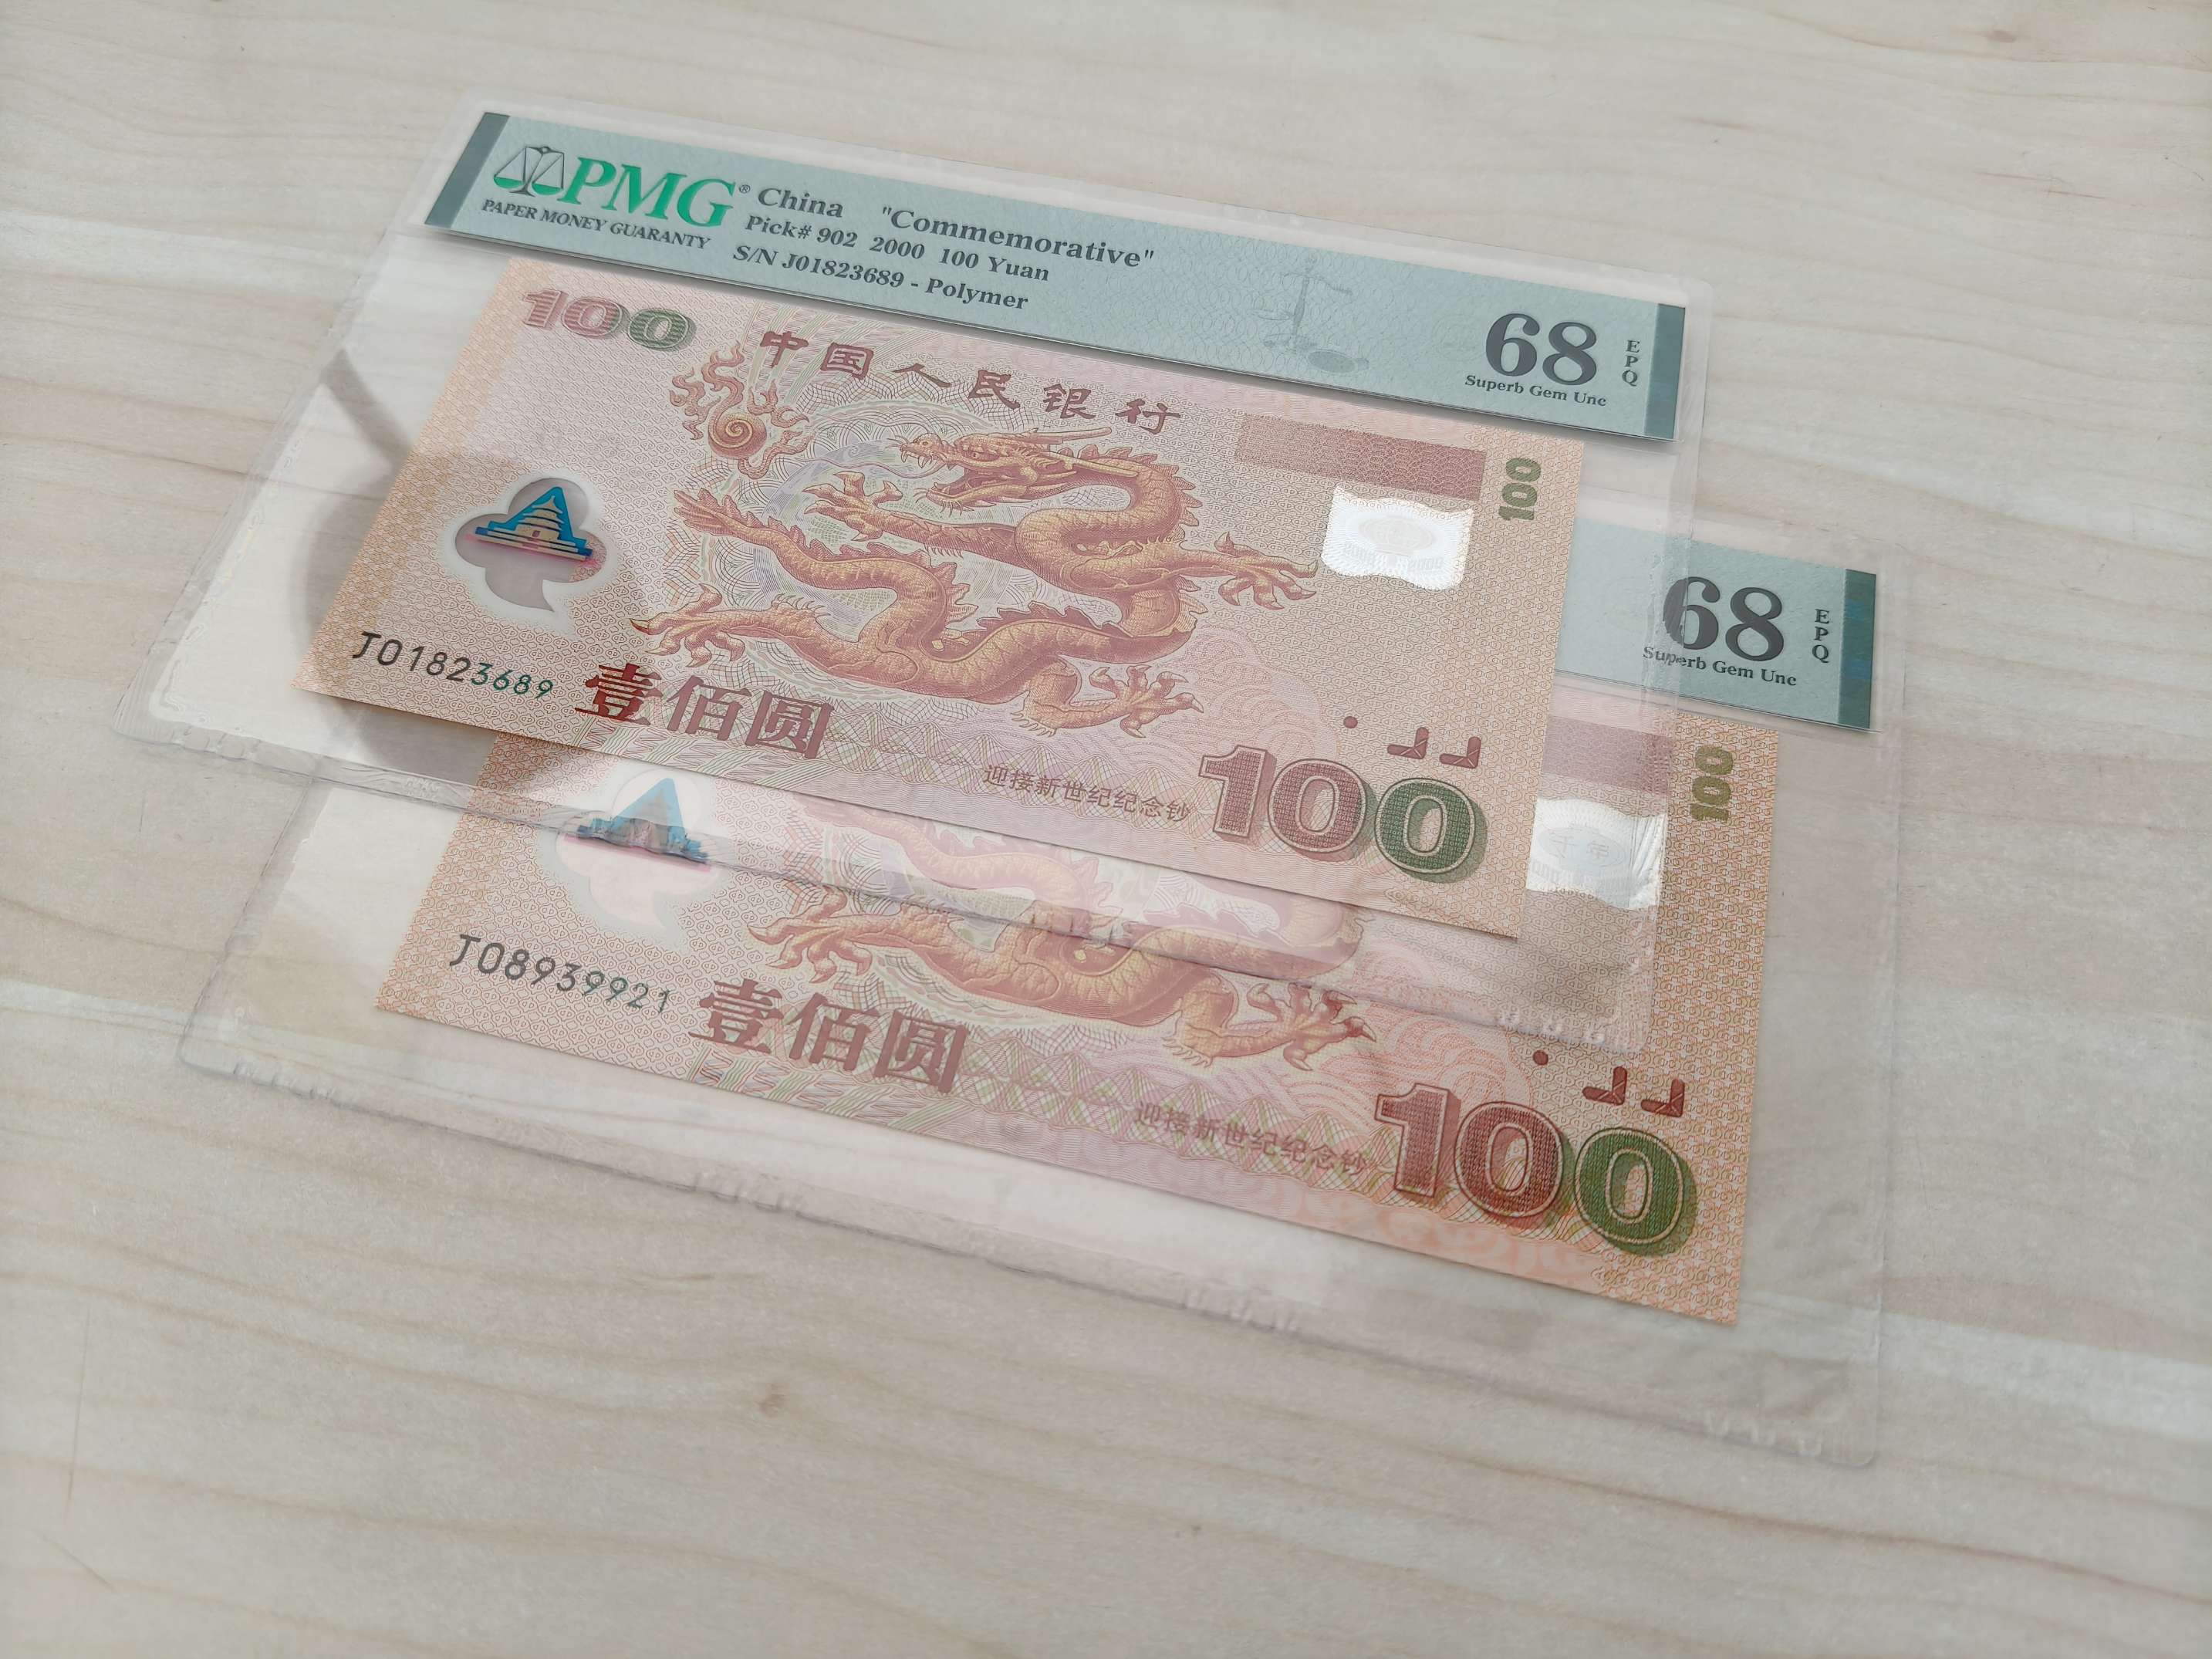 PMG® China "Commemorative"
PAPER MONEY GUARANTY
Pick# 902 2000 100 Yuan
S/N J01823689 - Polymer
68
EPQ
Superb Gem Unc
100
中国人民银行
100
J01823689
壹佰圆
迎接新世纪纪念钞
100
68
EPQ
Superb Gem Unc
100
千年
J08939921
壹佰圆
迎接新世纪纪念钞
100